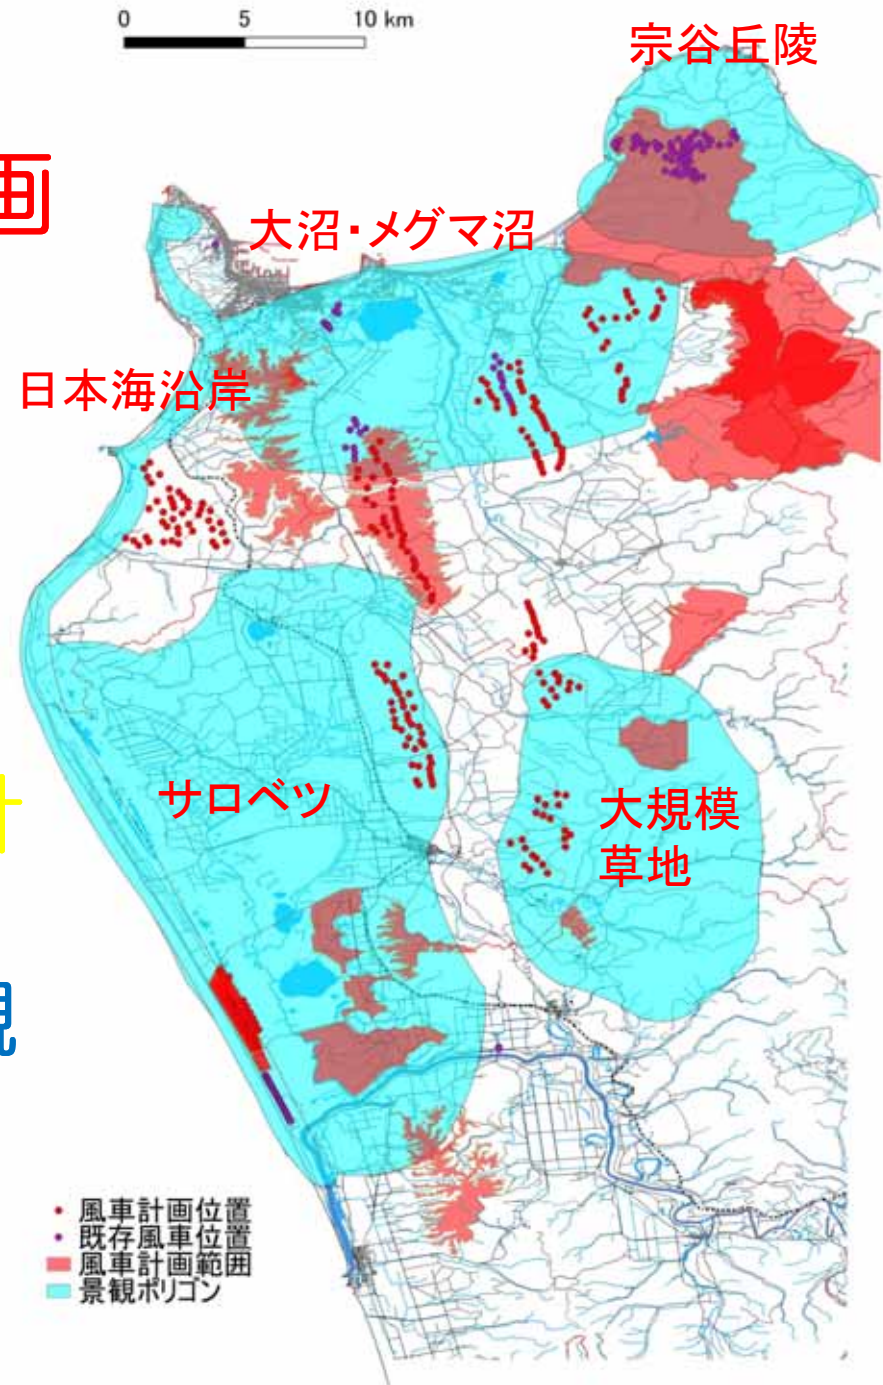 0 5 10 km
宗谷丘陵
画
大沼・メグマ沼
日本海沿岸
サロベツ
大規模
草地
観
風車計画位置
既存風車位置
風車計画範囲
景観ポリゴン